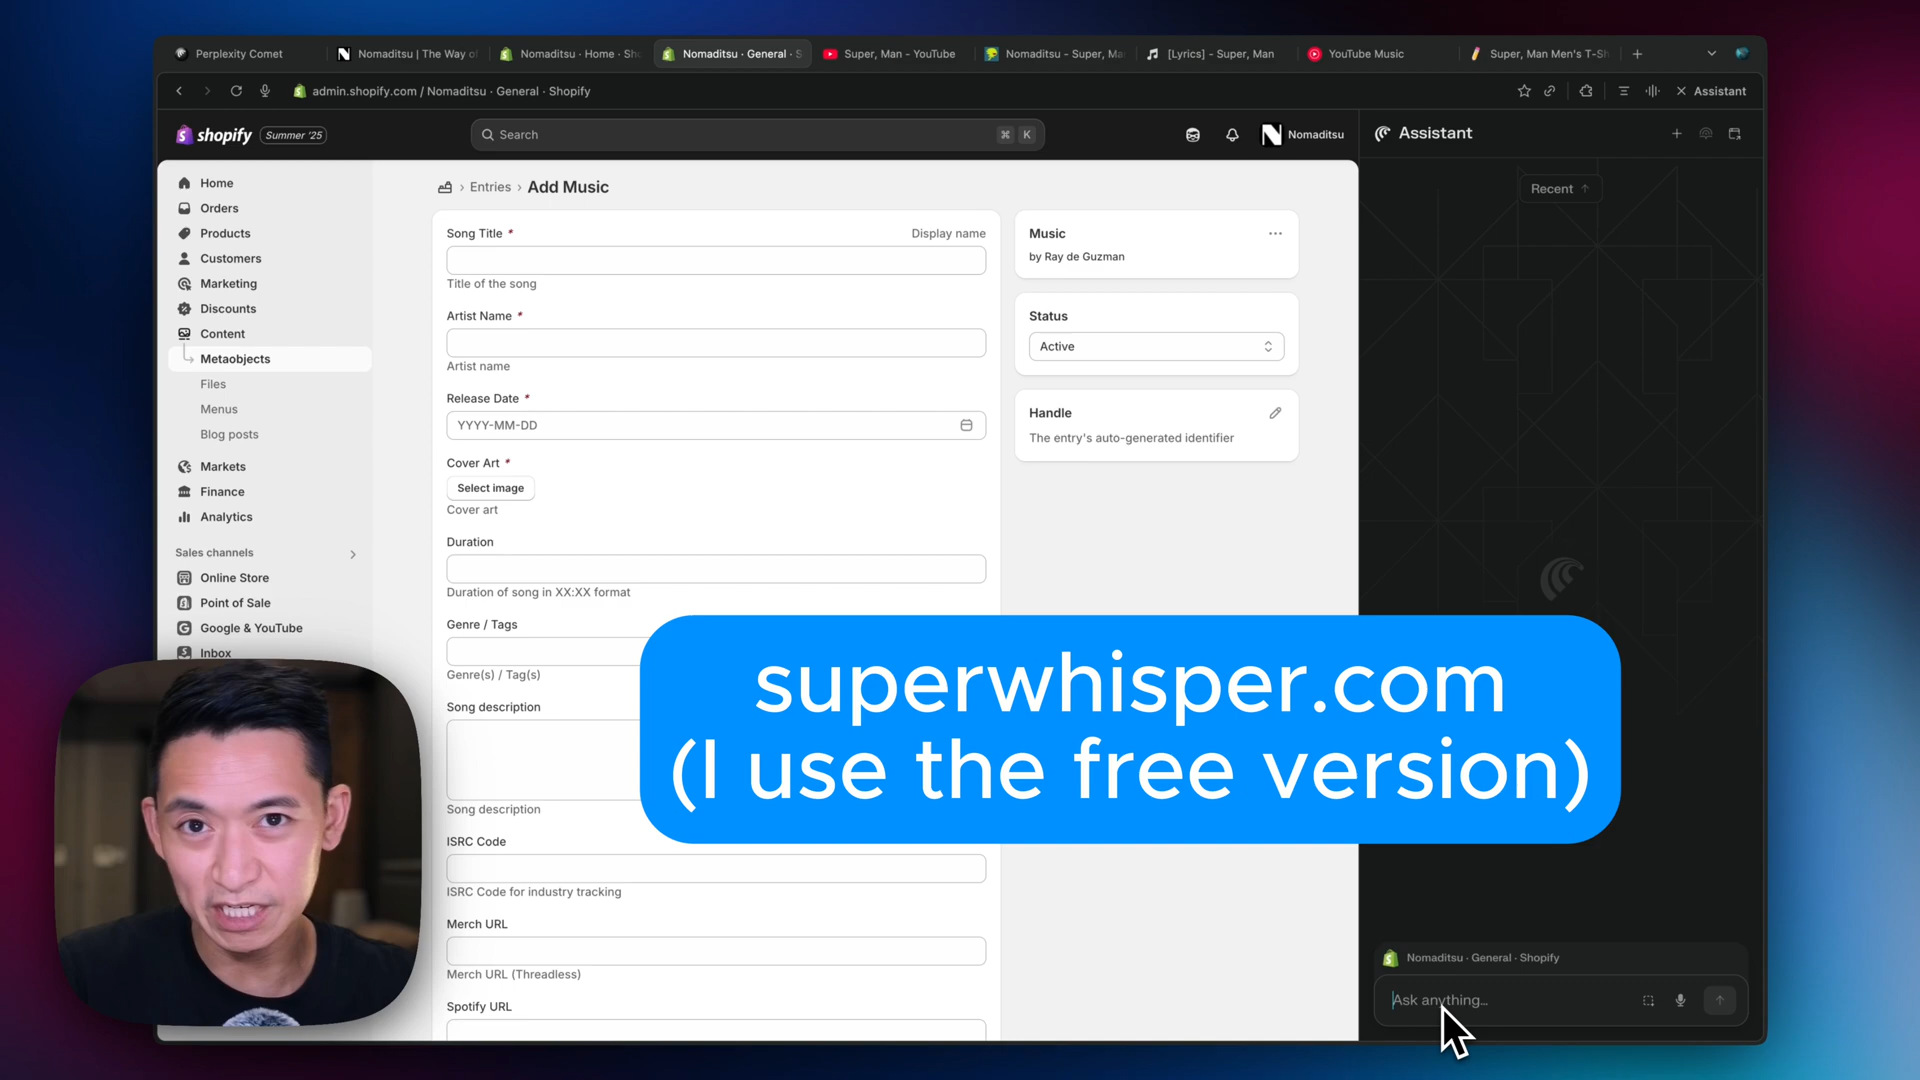 Perplexity Comet
Nomaditsu | The Way of
Nomaditsu · Home · Sho
Nomaditsu · General · S
Super, Man - YouTube
Nomaditsu - Super, Ma
[Lyrics] - Super, Man
YouTube Music
Super, Man Men's T-Sh
admin.shopify.com / Nomaditsu · General · Shopify
Assistant
shopify
Summer '25
Search
⌘ K
Nomaditsu
Assistant
Recent ↑
Home
Orders
Products
Customers
Marketing
Discounts
Content
Metaobjects
Files
Menus
Blog posts
Markets
Finance
Analytics
Sales channels
Online Store
Point of Sale
Google & YouTube
Inbox
Entries › Add Music
Song Title *
Display name
Title of the song
Artist Name *
Artist name
Release Date *
YYYY-MM-DD
Cover Art *
Select image
Cover art
Duration
Duration of song in XX:XX format
Genre / Tags
Genre(s) / Tag(s)
Song description
Song description
ISRC Code
ISRC Code for industry tracking
Merch URL
Merch URL (Threadless)
Spotify URL
Music
by Ray de Guzman
Status
Active
Handle
The entry's auto-generated identifier
superwhisper.com
(I use the free version)
Nomaditsu · General · Shopify
Ask anything...